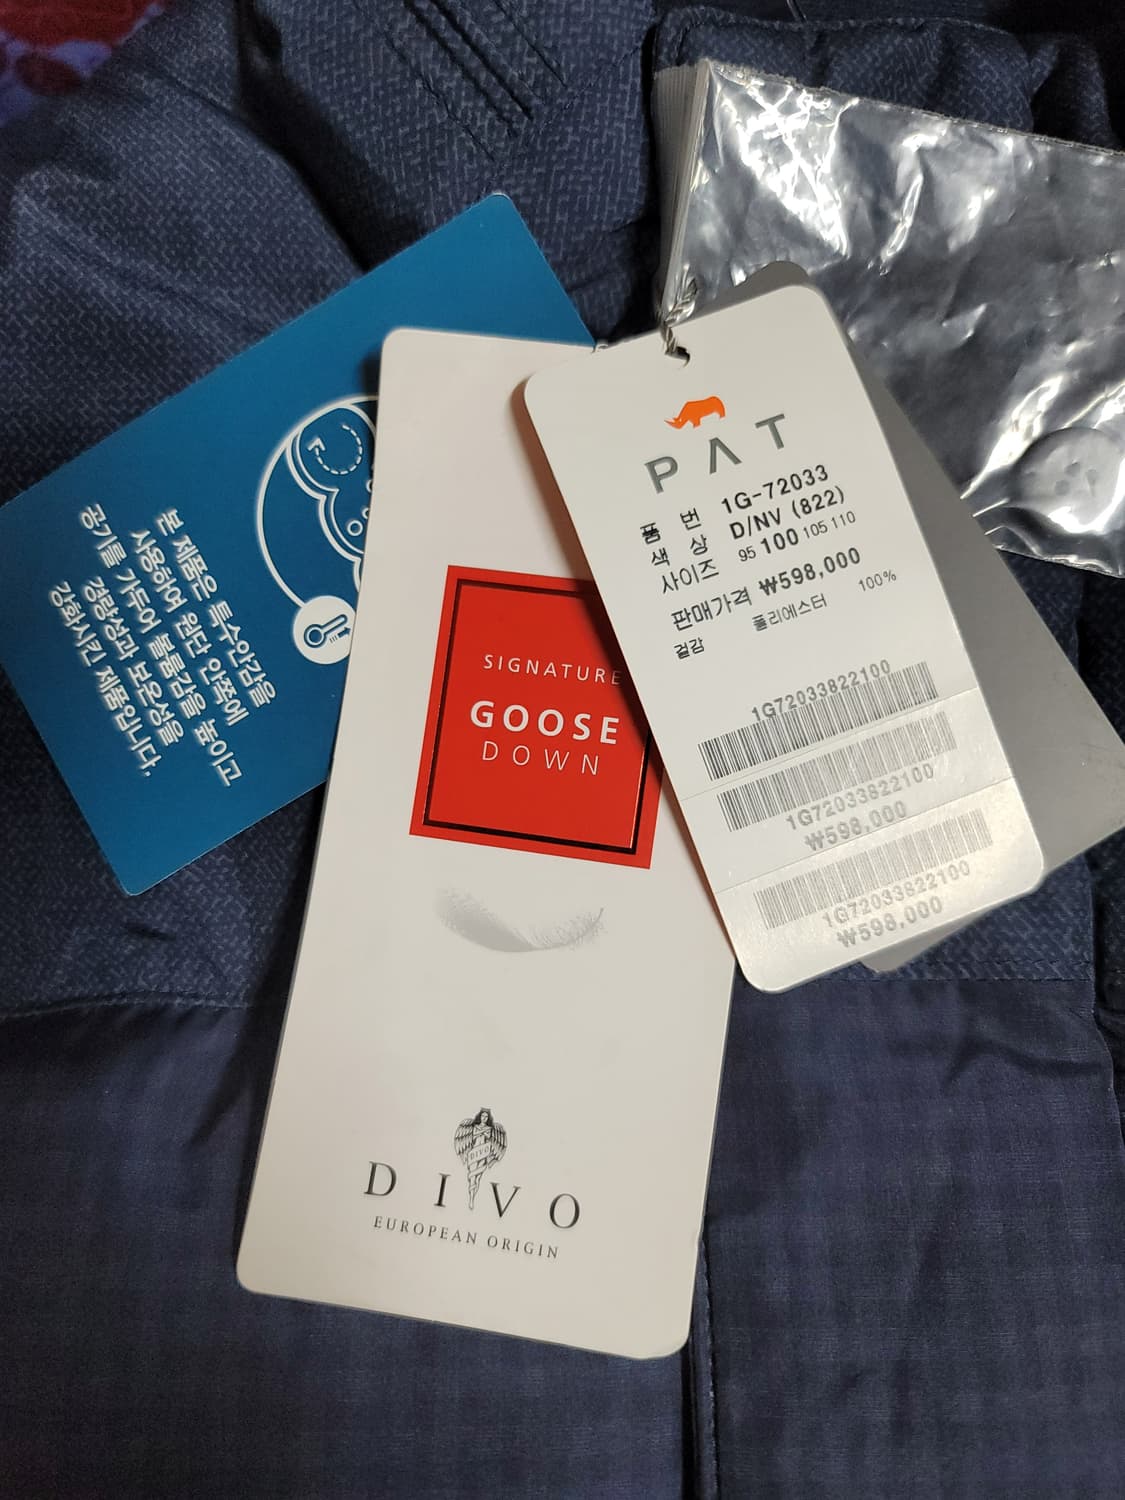 PAT
품 번 1G-72033
색 상 D/NV (822)
사이즈 95 100 105 110
판매가격 ₩598,000
겉감 폴리에스터 100%
1G72033822100
1G72033822100
₩598,000
1G72033822100
₩598,000
SIGNATURE
GOOSE
DOWN
DIVO
DIVO
EUROPEAN ORIGIN
본 제품은 특수안감을
사용하여 원단 안쪽에
공기를 가두어 볼륨감을 높이고
경량성과 보온성을
강화시킨 제품입니다.